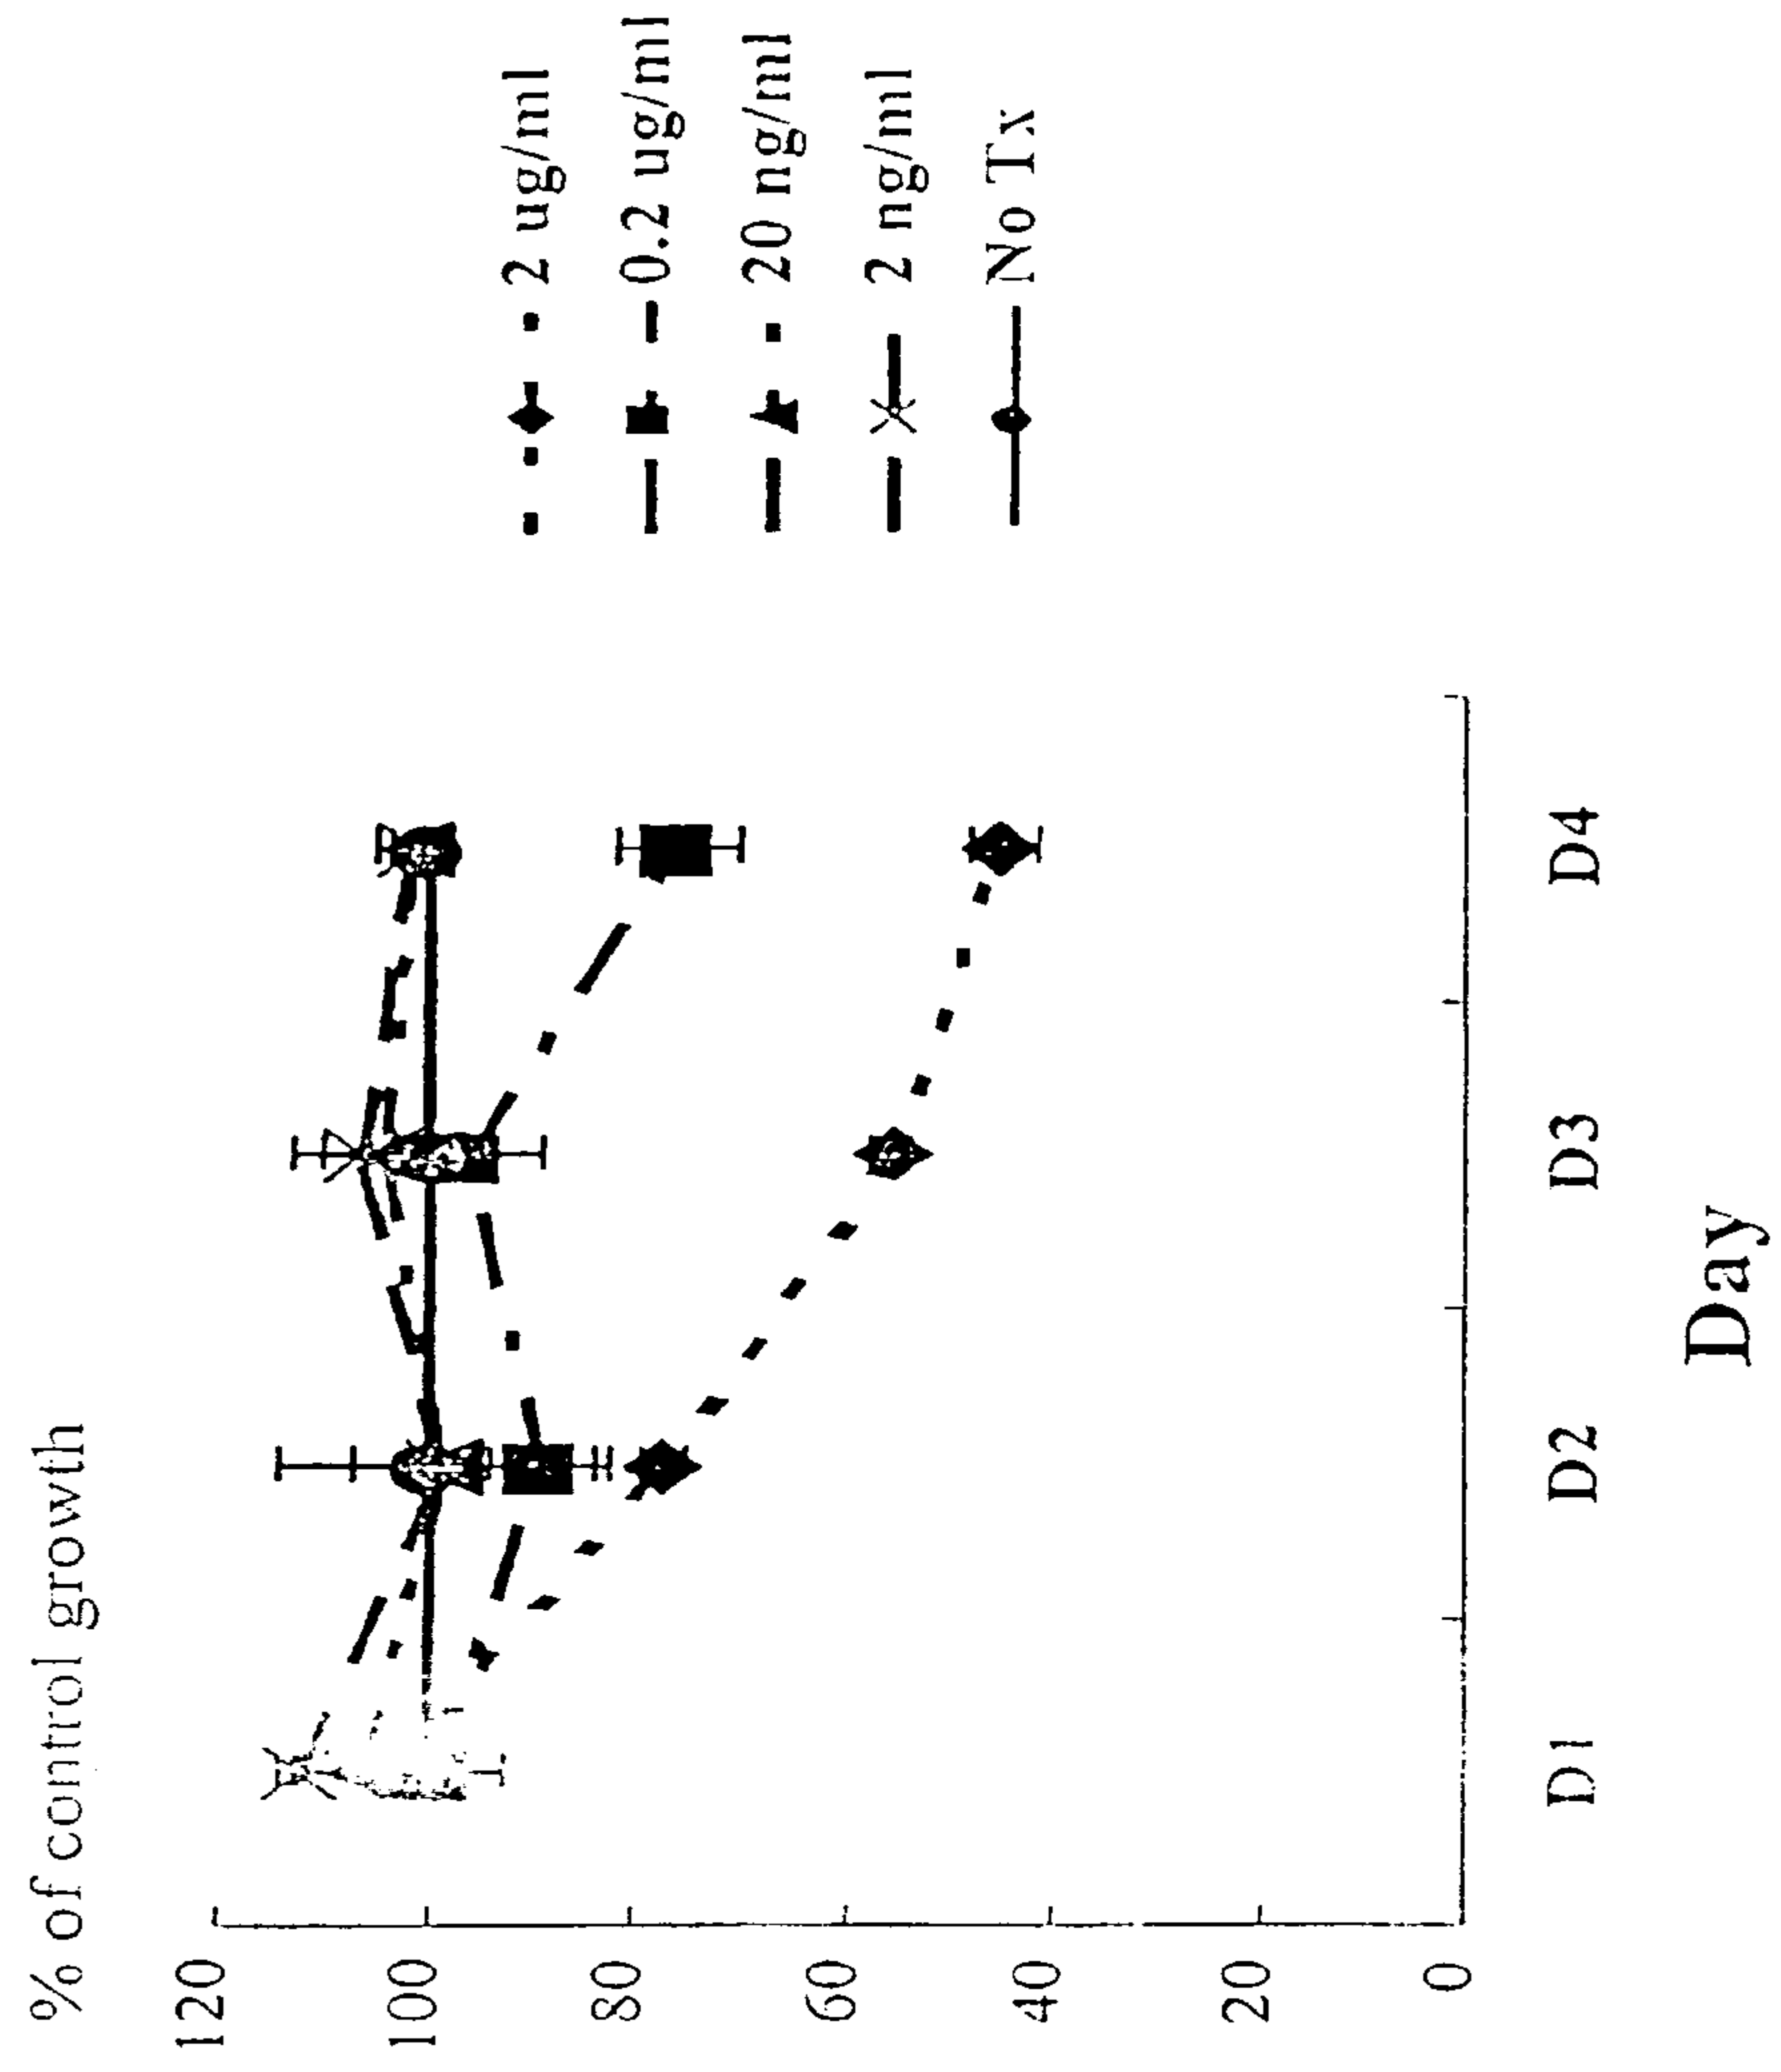 % of control growth
120
100
80
60
40
20
0
D1
D2
D3
D4
Day
2 ug/ml
0.2 ug/ml
20 ng/ml
2 ng/ml
No Tx